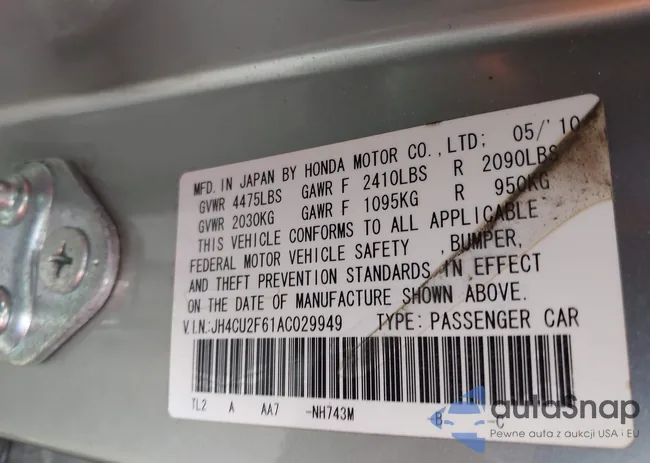 MFD. IN JAPAN BY HONDA MOTOR CO., LTD; 05/'10
GVWR 4475LBS GAWR F 2410LBS R 2090LBS
GVWR 2030KG GAWR F 1095KG R 950KG
THIS VEHICLE CONFORMS TO ALL APPLICABLE
FEDERAL MOTOR VEHICLE SAFETY , BUMPER,
AND THEFT PREVENTION STANDARDS IN EFFECT
ON THE DATE OF MANUFACTURE SHOWN ABOVE.
V.I.N:JH4CU2F61AC029949 TYPE: PASSENGER CAR
TL2 A AA7 -NH743M B -C
autoSnap
Pewne auta z aukcji USA i EU